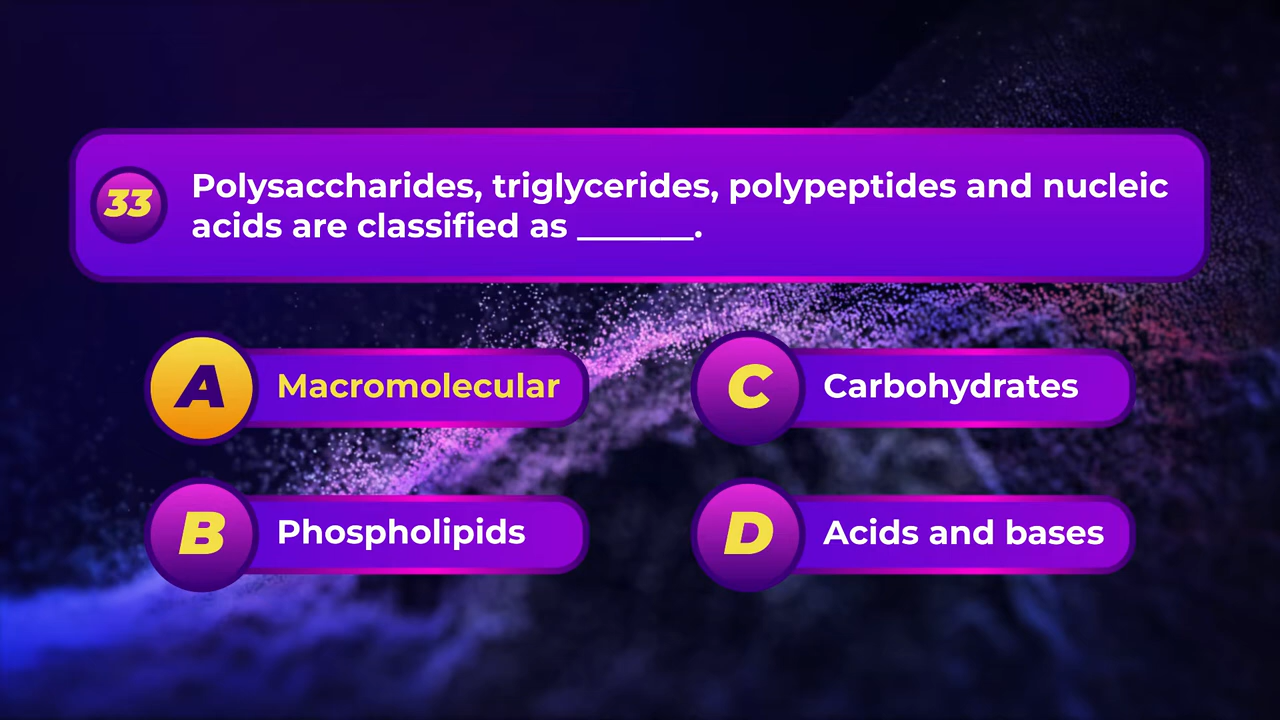 33
Polysaccharides, triglycerides, polypeptides and nucleic
acids are classified as _______.
A Macromolecular
B Phospholipids
C Carbohydrates
D Acids and bases